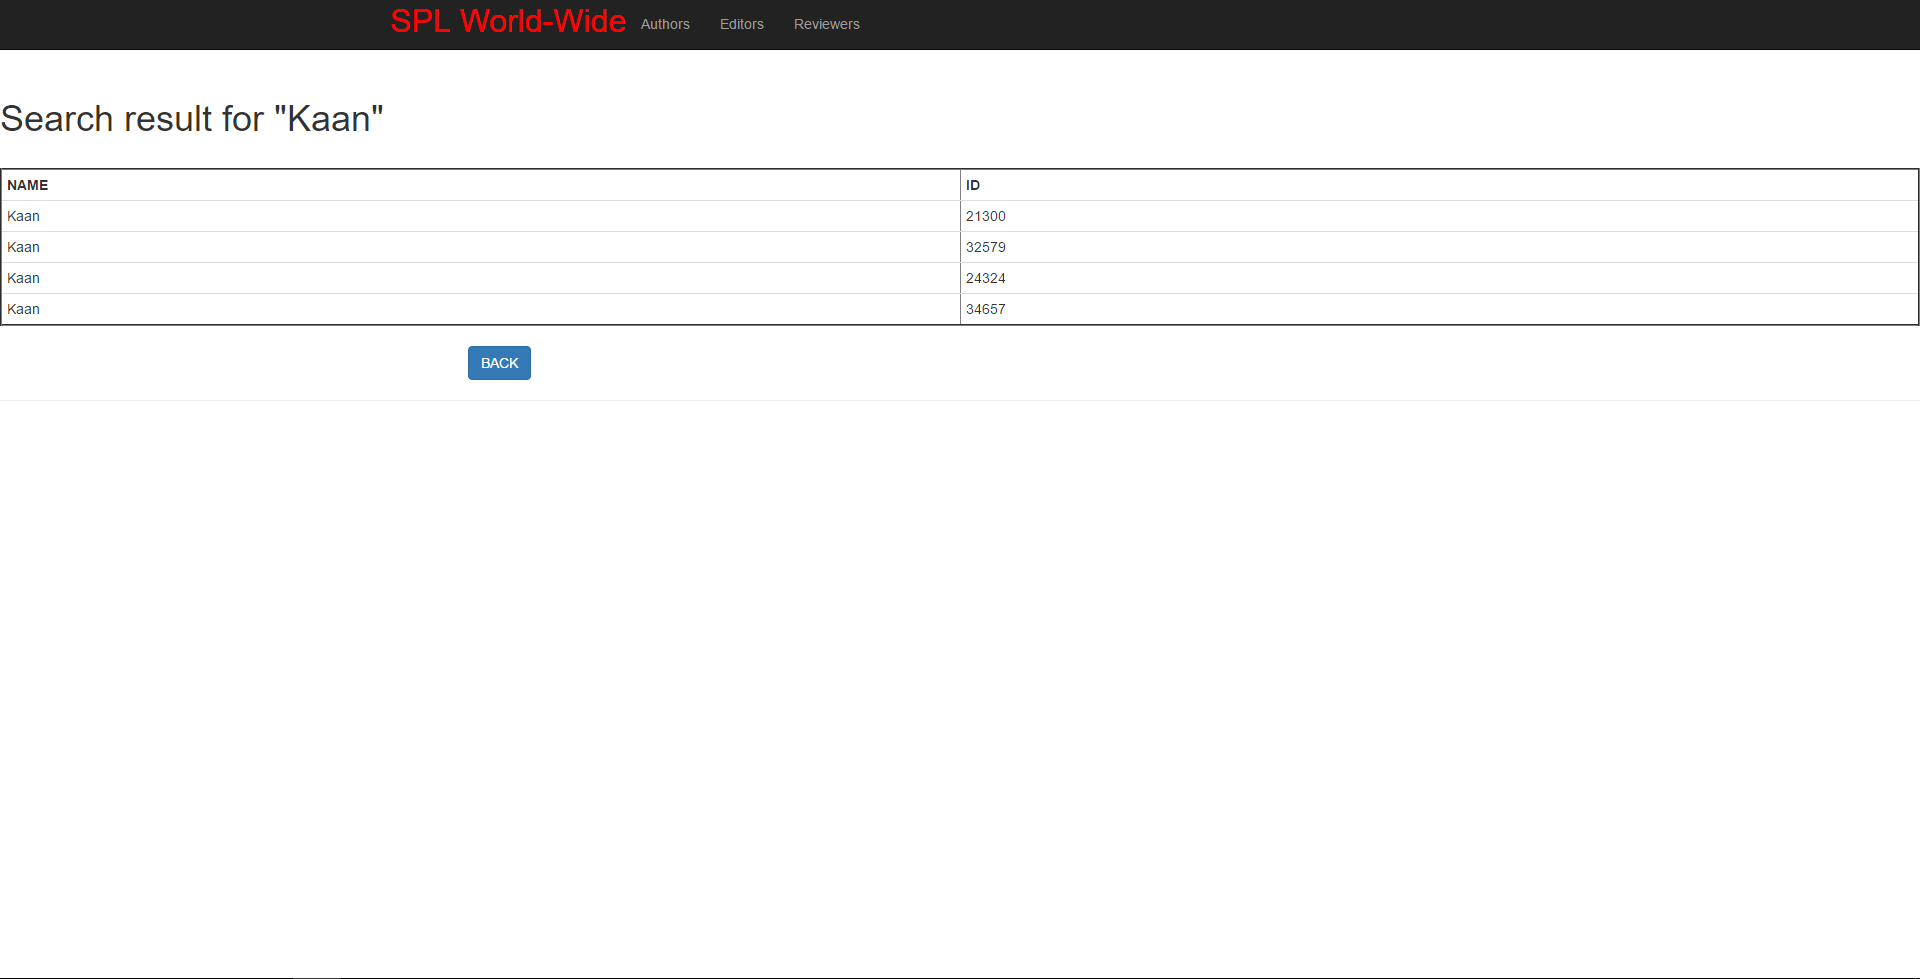 SPL World-Wide Authors Editors Reviewers
Search result for "Kaan"
NAME ID
Kaan 21300
Kaan 32579
Kaan 24324
Kaan 34657
BACK